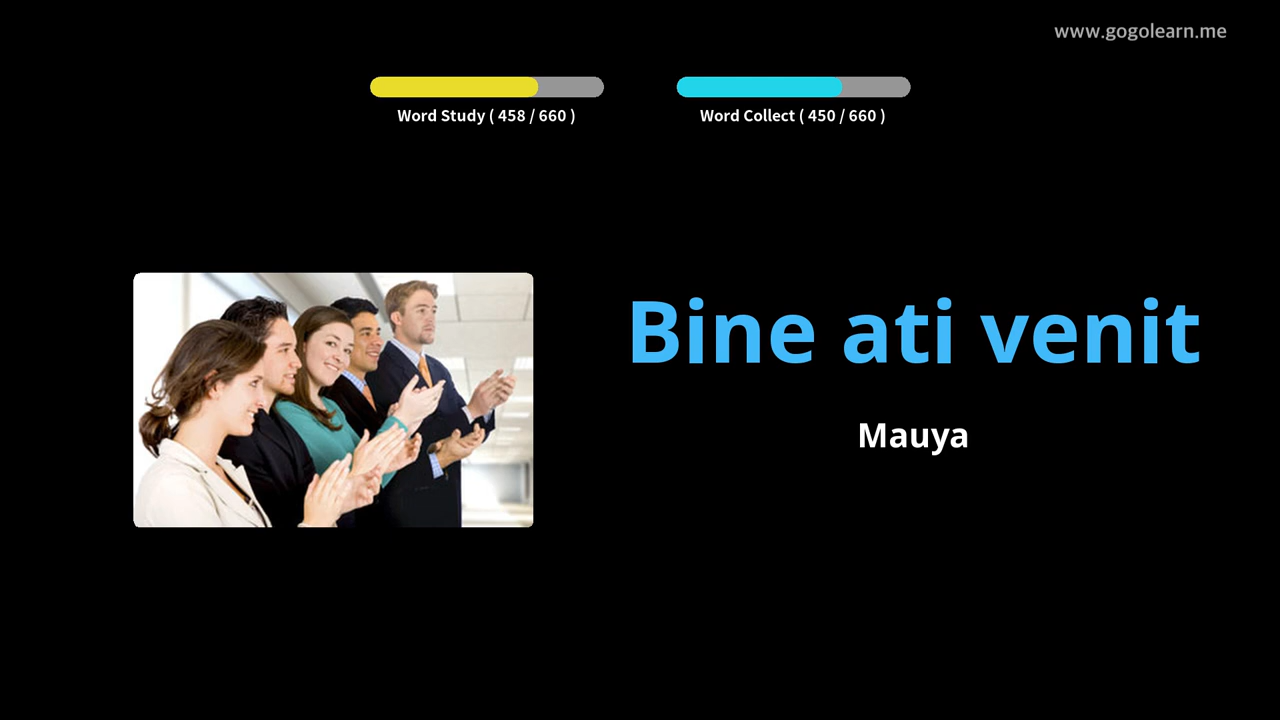 www.gogolearn.me
Word Study ( 458 / 660 )
Word Collect ( 450 / 660 )
Bine ati venit
Mauya